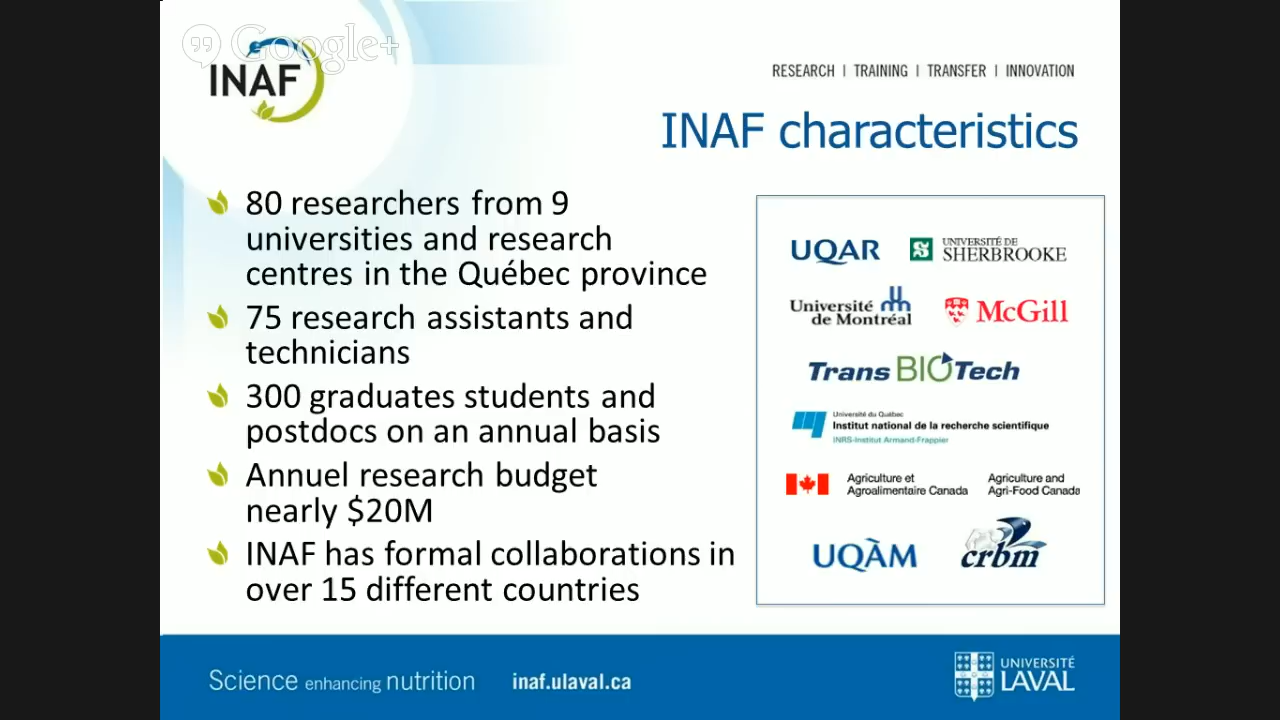 Google+
INAF
RESEARCH | TRAINING | TRANSFER | INNOVATION
INAF characteristics
80 researchers from 9
universities and research
centres in the Québec province
75 research assistants and
technicians
300 graduates students and
postdocs on an annual basis
Annuel research budget
nearly $20M
INAF has formal collaborations in
over 15 different countries
UQAR
UNIVERSITÉ DE
SHERBROOKE
Université
de Montréal
McGill
TransBIOTech
Université du Québec
Institut national de la recherche scientifique
INRS-Institut Armand-Frappier
Agriculture et
Agroalimentaire Canada
Agriculture and
Agri-Food Canada
UQÀM
crbm
Science enhancing nutrition
inaf.ulaval.ca
UNIVERSITÉ
LAVAL